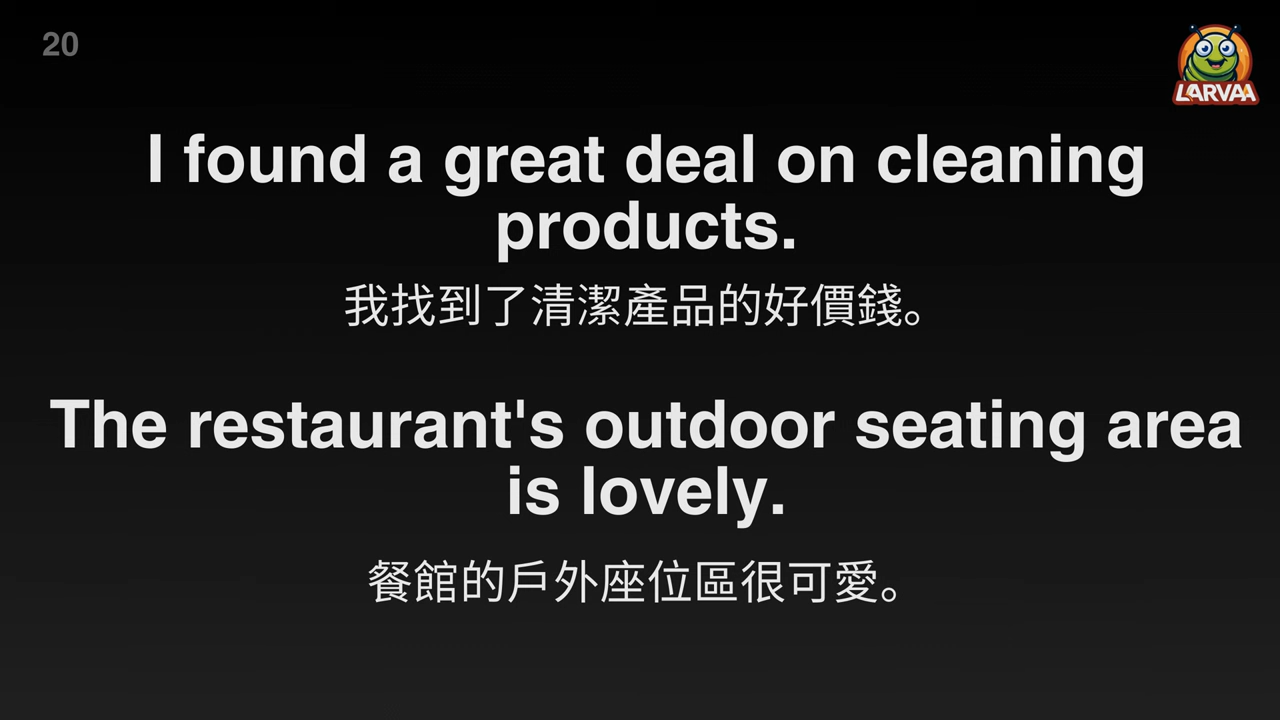 20
LARVAA
I found a great deal on cleaning
products.
我找到了清潔產品的好價錢。
The restaurant's outdoor seating area
is lovely.
餐館的戶外座位區很可愛。